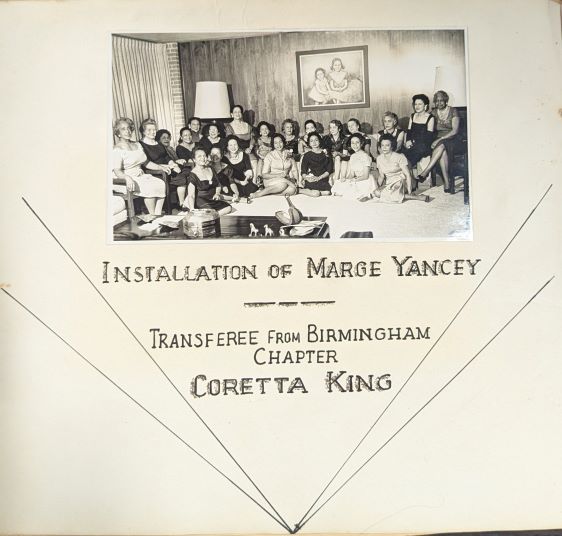 INSTALLATION OF MARGE YANCEY
TRANSFEREE FROM BIRMINGHAM
CHAPTER
CORETTA KING